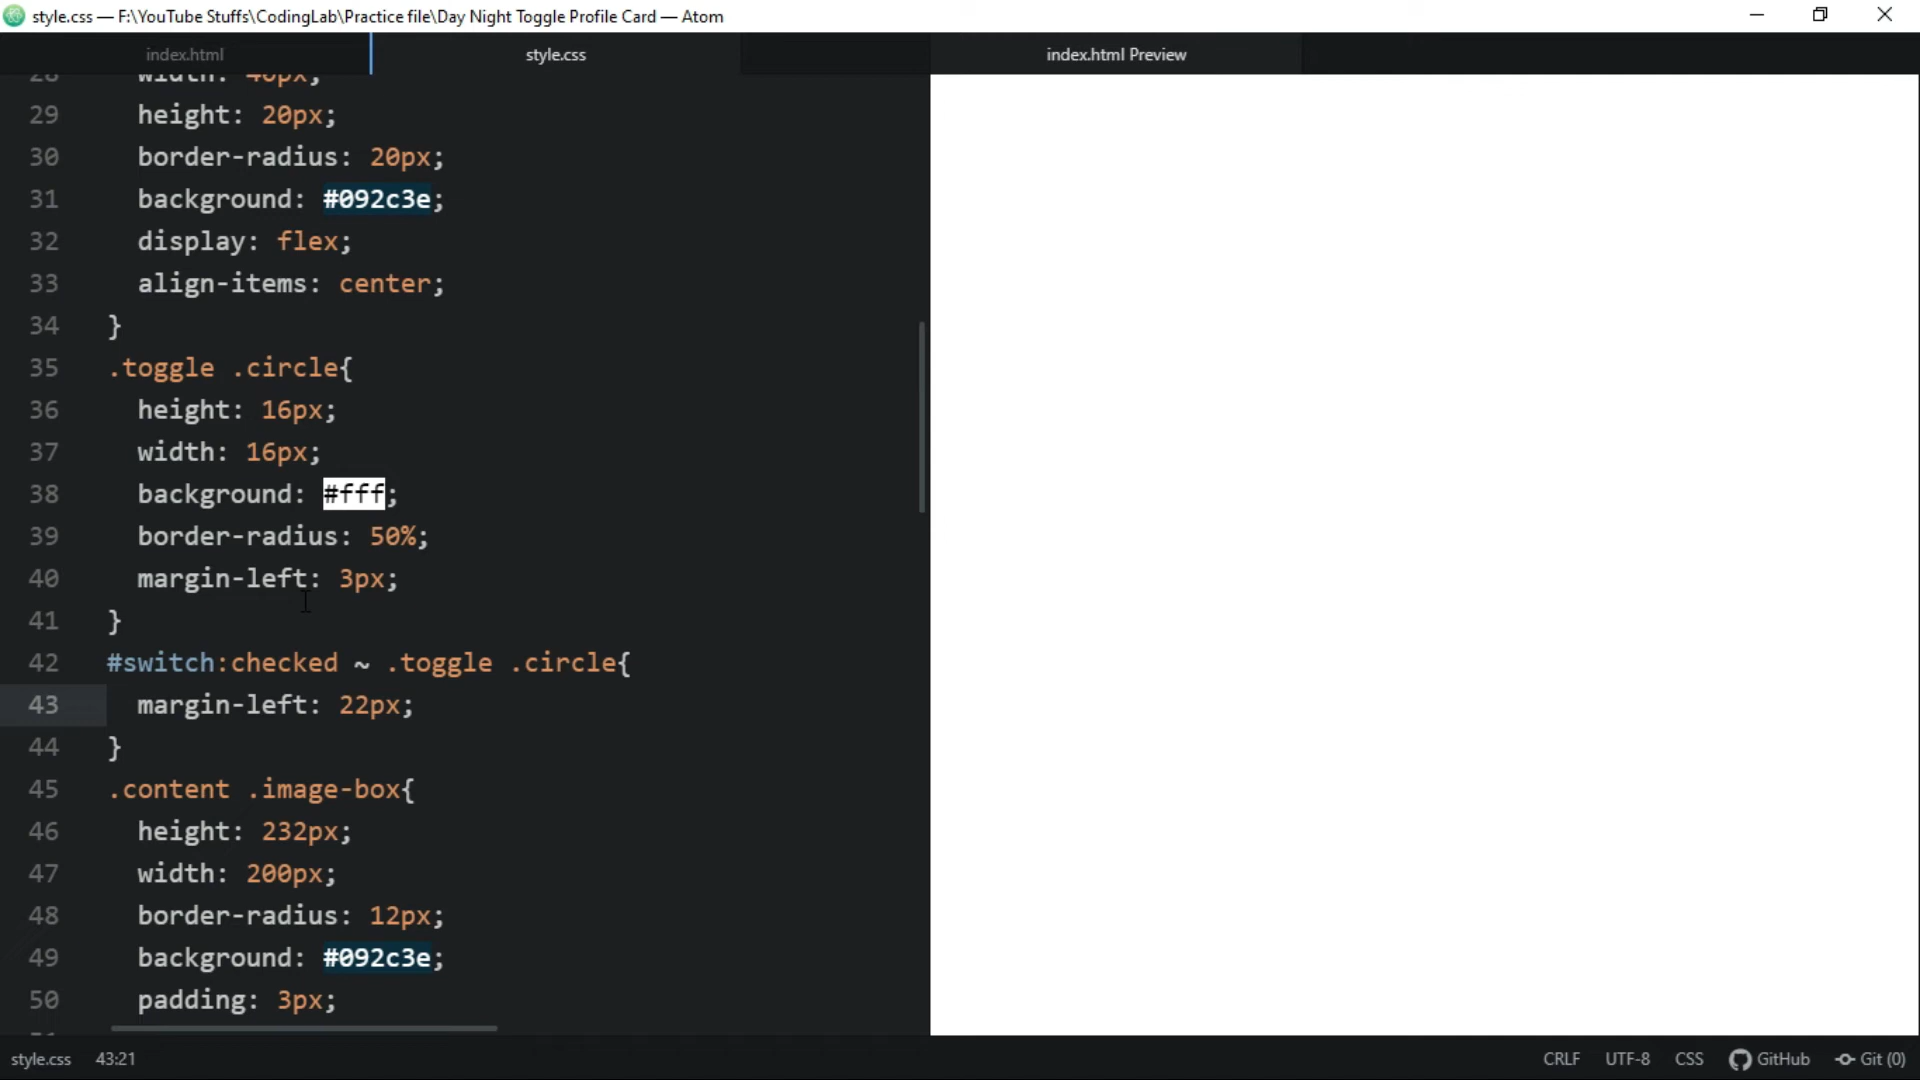 style.css — F:\YouTube Stuffs\CodingLab\Practice file\Day Night Toggle Profile Card — Atom
index.html
style.css
index.html Preview
28 width: 40px;
29 height: 20px;
30 border-radius: 20px;
31 background: #092c3e;
32 display: flex;
33 align-items: center;
34 }
35 .toggle .circle{
36 height: 16px;
37 width: 16px;
38 background: #fff;
39 border-radius: 50%;
40 margin-left: 3px;
41 }
42 #switch:checked ~ .toggle .circle{
43 margin-left: 22px;
44 }
45 .content .image-box{
46 height: 232px;
47 width: 200px;
48 border-radius: 12px;
49 background: #092c3e;
50 padding: 3px;
style.css 43:21 CRLF UTF-8 CSS GitHub Git (0)